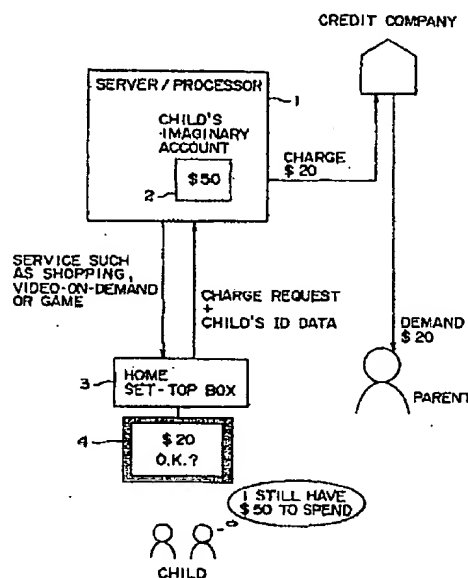 CREDIT COMPANY
SERVER/PROCESSOR
1
CHILD'S
IMAGINARY
ACCOUNT
2
$50
CHARGE
$20
SERVICE SUCH
AS SHOPPING,
VIDEO-ON-DEMAND
OR GAME
CHARGE REQUEST
+
CHILD'S ID DATA
DEMAND
$20
PARENT
3
HOME
SET-TOP BOX
4
$20
O.K.?
I STILL HAVE
$50 TO SPEND
CHILD